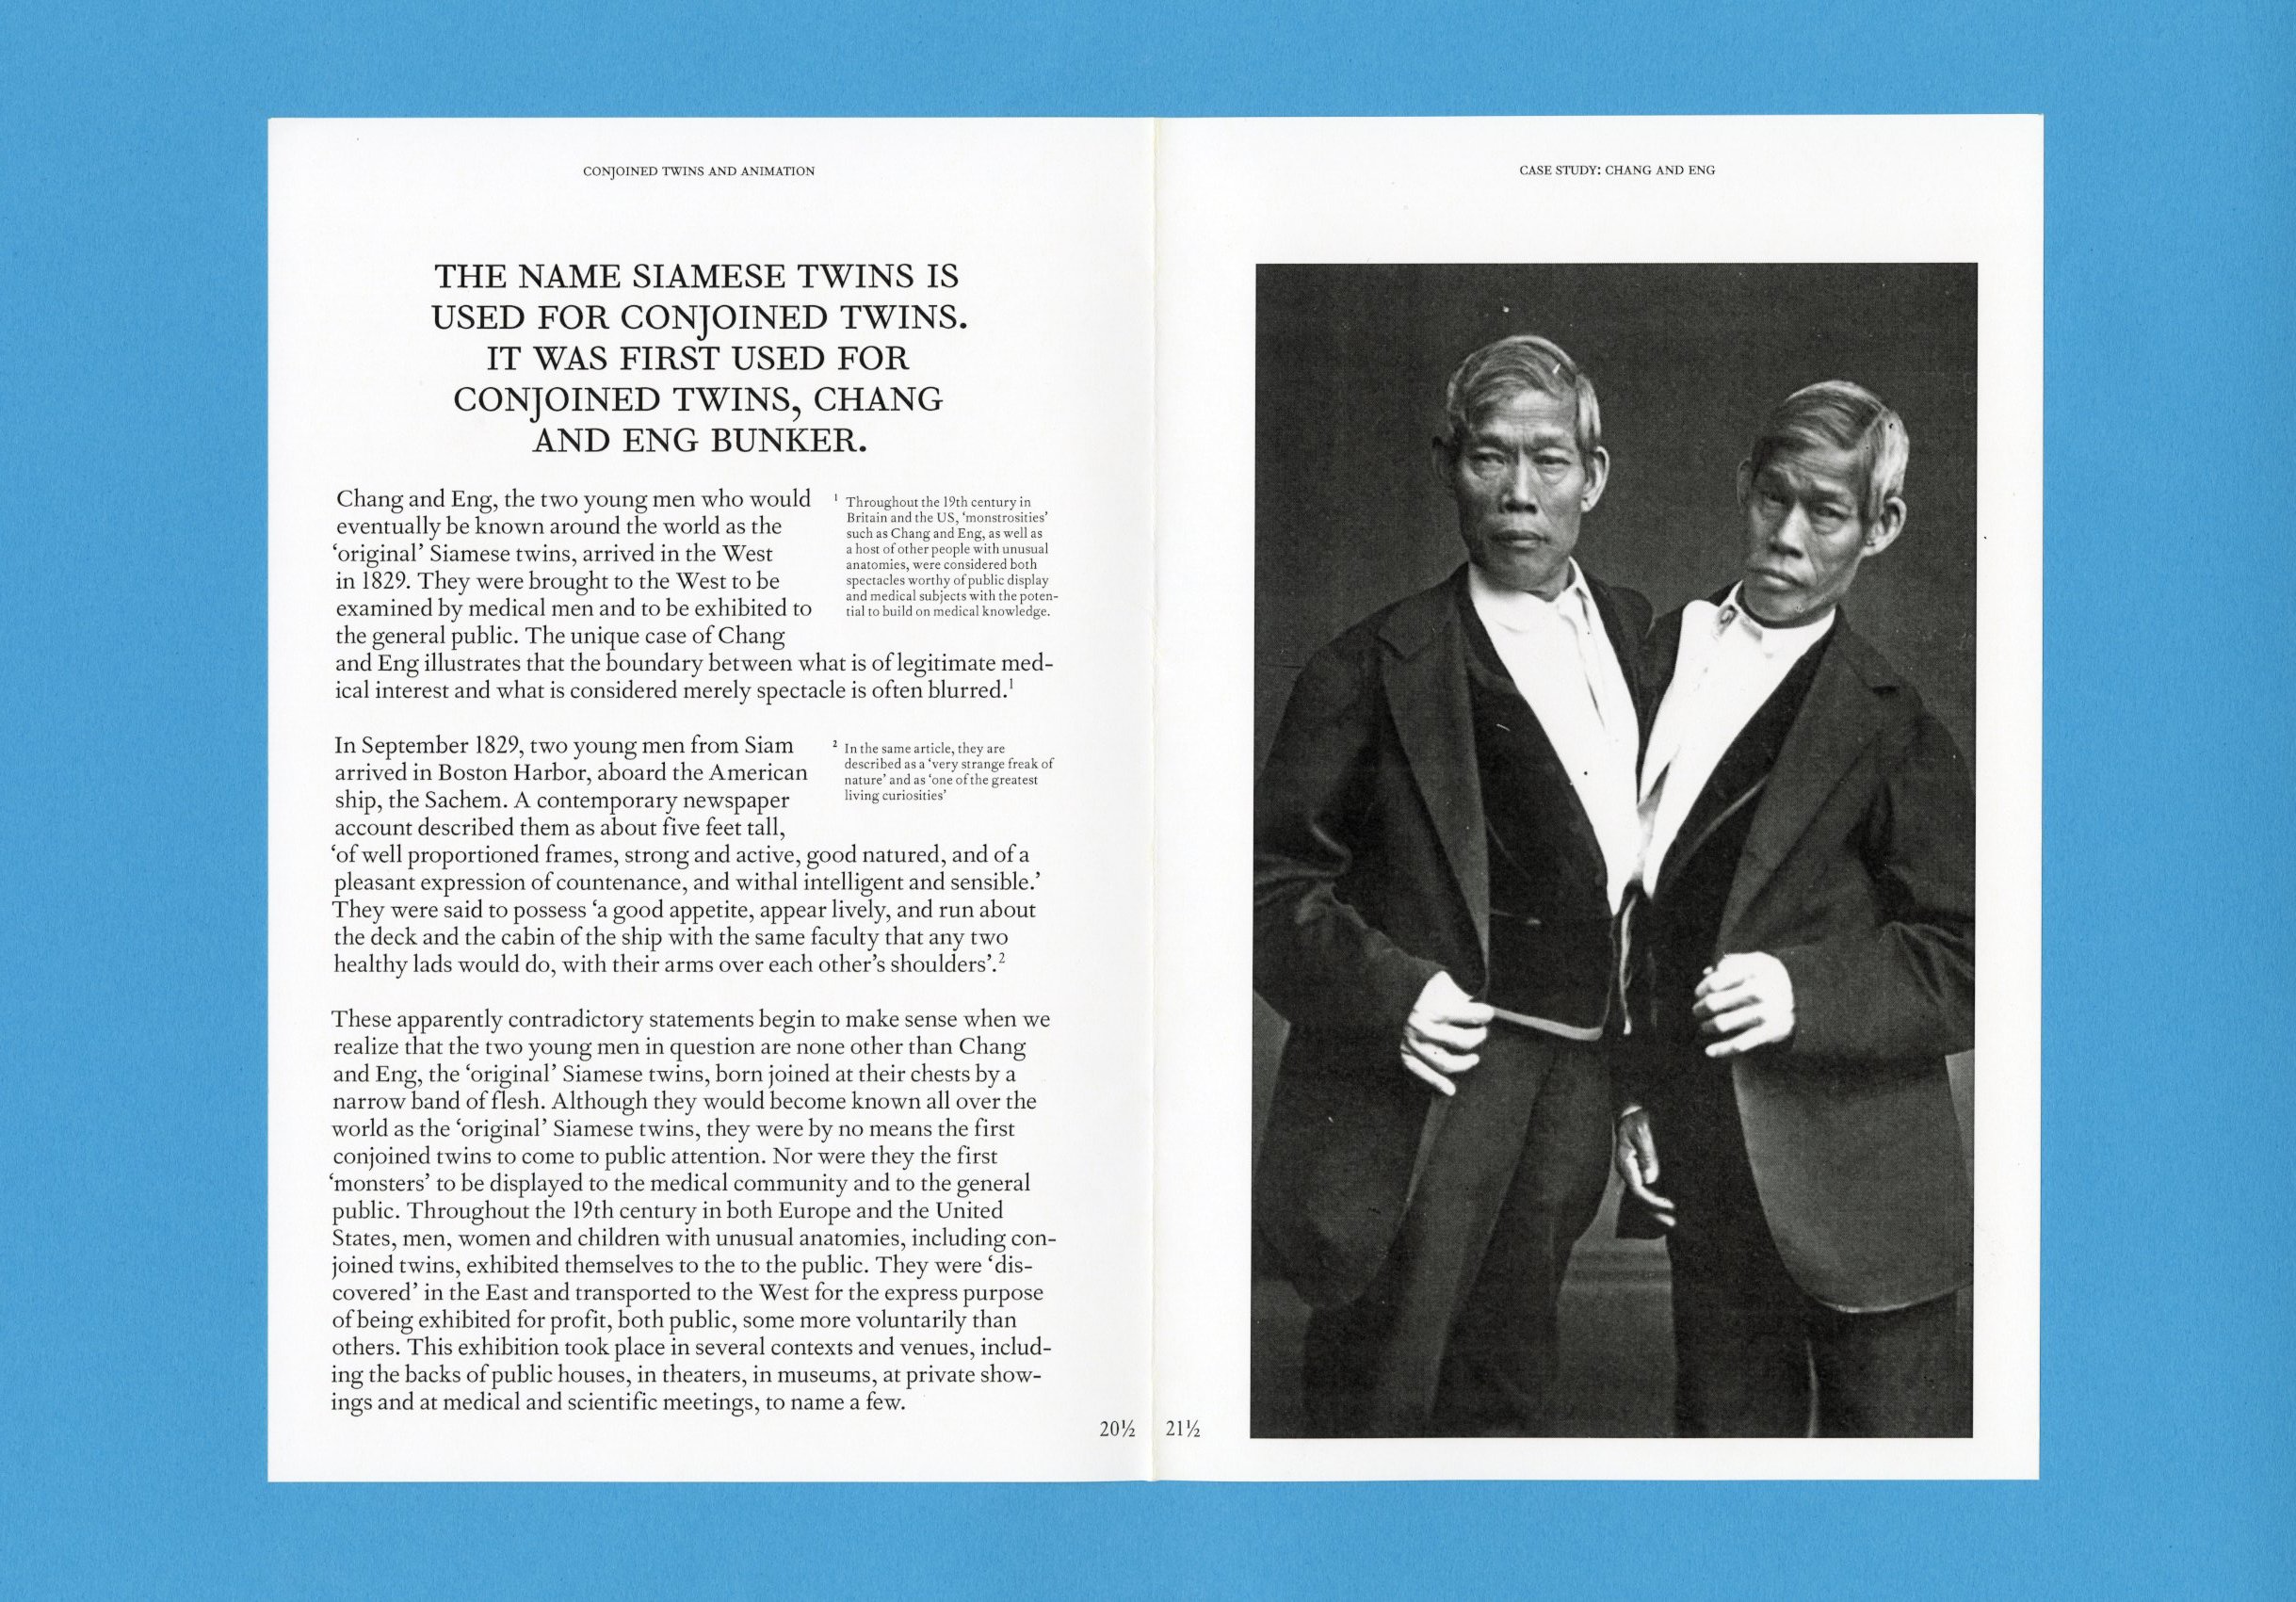 CONJOINED TWINS AND ANIMATION
THE NAME SIAMESE TWINS IS
USED FOR CONJOINED TWINS.
IT WAS FIRST USED FOR
CONJOINED TWINS, CHANG
AND ENG BUNKER.
Chang and Eng, the two young men who would
eventually be known around the world as the
‘original’ Siamese twins, arrived in the West
in 1829. They were brought to the West to be
examined by medical men and to be exhibited to
the general public. The unique case of Chang
and Eng illustrates that the boundary between what is of legitimate med-
ical interest and what is considered merely spectacle is often blurred.¹
¹ Throughout the 19th century in
Britain and the US, ‘monstrosities’
such as Chang and Eng, as well as
a host of other people with unusual
anatomies, were considered both
spectacles worthy of public display
and medical subjects with the poten-
tial to build on medical knowledge.
In September 1829, two young men from Siam
arrived in Boston Harbor, aboard the American
ship, the Sachem. A contemporary newspaper
account described them as about five feet tall,
‘of well proportioned frames, strong and active, good natured, and of a
pleasant expression of countenance, and withal intelligent and sensible.’
They were said to possess ‘a good appetite, appear lively, and run about
the deck and the cabin of the ship with the same faculty that any two
healthy lads would do, with their arms over each other’s shoulders’.²
² In the same article, they are
described as a ‘very strange freak of
nature’ and as ‘one of the greatest
living curiosities’
These apparently contradictory statements begin to make sense when we
realize that the two young men in question are none other than Chang
and Eng, the ‘original’ Siamese twins, born joined at their chests by a
narrow band of flesh. Although they would become known all over the
world as the ‘original’ Siamese twins, they were by no means the first
conjoined twins to come to public attention. Nor were they the first
‘monsters’ to be displayed to the medical community and to the general
public. Throughout the 19th century in both Europe and the United
States, men, women and children with unusual anatomies, including con-
joined twins, exhibited themselves to the to the public. They were ‘dis-
covered’ in the East and transported to the West for the express purpose
of being exhibited for profit, both public, some more voluntarily than
others. This exhibition took place in several contexts and venues, includ-
ing the backs of public houses, in theaters, in museums, at private show-
ings and at medical and scientific meetings, to name a few.
20½
CASE STUDY: CHANG AND ENG
21½